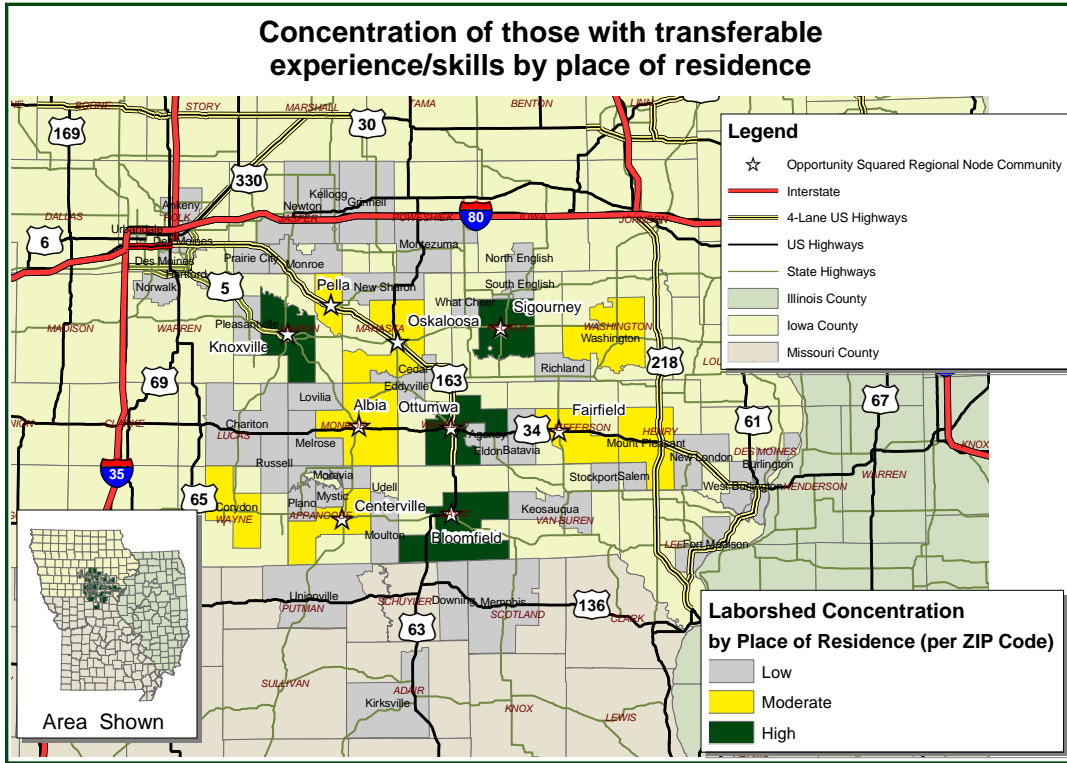 Concentration of those with transferable
experience/skills by place of residence
BOONE
STORY
MARSHALL
TAMA
BENTON
LINN
169
30
330
Legend
Opportunity Squared Regional Node Community
Interstate
4-Lane US Highways
US Highways
State Highways
Illinois County
Iowa County
Missouri County
Kellogg
Ankeny
Newton
Grinnell
DALLAS
POLK
JASPER
POWESHIEK
80
IOWA
JOHNSON
Urbandale
6
Des Moines
Montezuma
Des Moines
Prairie City
Monroe
North English
Hartford
Norwalk
5
Pella
New Sharon
South English
What Cheer
Sigourney
MADISON
WARREN
Pleasantville
MARION
MAHASKA
Oskaloosa
WASHINGTON
Washington
Knoxville
Cedar
Richland
218
69
Eddyville
163
67
Lovilia
Albia
Ottumwa
Fairfield
61
CLARKE
Chariton
LUCAS
MONROE
Agency
34
JEFFERSON
HENRY
Mount Pleasant
DES MOINES
KNOX
Melrose
Eldon
Batavia
New London
Burlington
35
Russell
Moravia
Stockport
Salem
WARREN
65
Udell
West Burlington
HENDERSON
Corydon
Plano
Mystic
WAYNE
APPANOOSE
Centerville
Keosauqua
VAN BUREN
Moulton
Bloomfield
LEE
Fort Madison
Unionville
PUTMAN
SCHUYLER
Downing
Memphis
SCOTLAND
136
CLARK
63
SULLIVAN
ADAIR
Kirksville
KNOX
LEWIS
Area Shown
Laborshed Concentration
by Place of Residence (per ZIP Code)
Low
Moderate
High